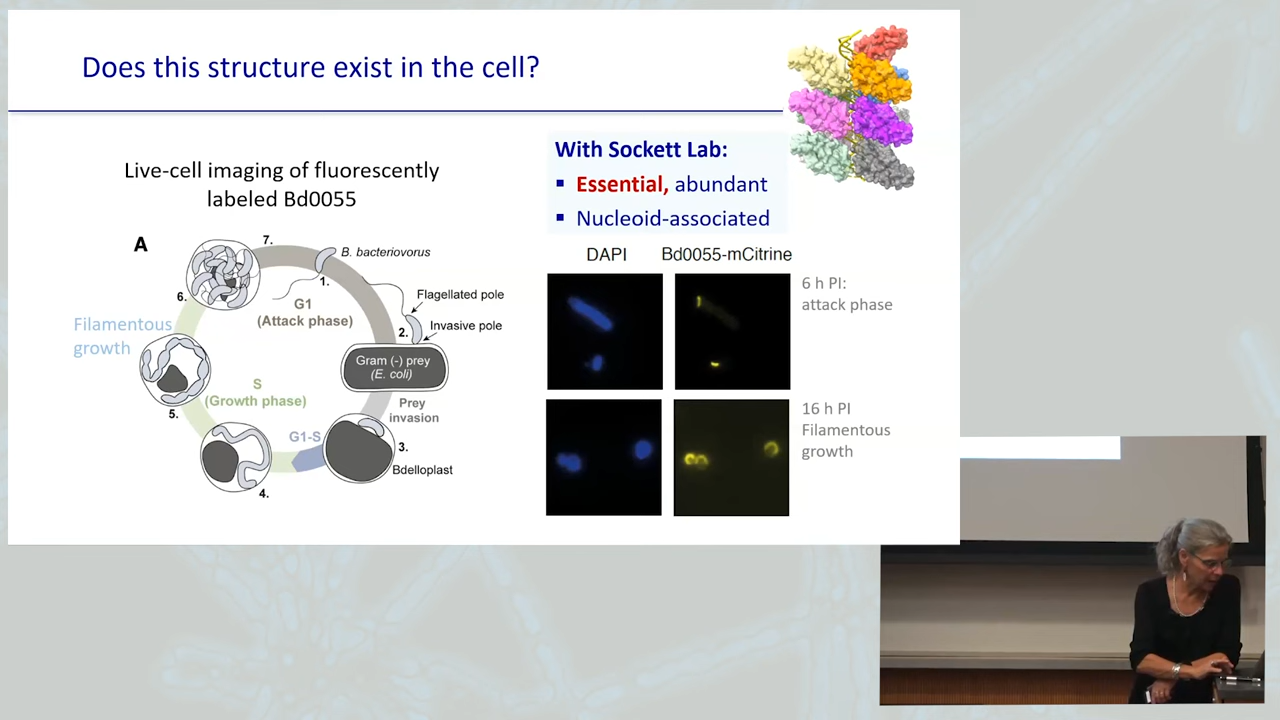 Does this structure exist in the cell?
Live-cell imaging of fluorescently
labeled Bd0055
With Sockett Lab:
▪ Essential, abundant
▪ Nucleoid-associated
A
7.
B. bacteriovorus
1.
6.
G1
(Attack phase)
Flagellated pole
2.
Invasive pole
Filamentous
growth
Gram (-) prey
(E. coli)
S
(Growth phase)
Prey
invasion
5.
G1-S
3.
Bdelloplast
4.
DAPI
Bd0055-mCitrine
6 h PI:
attack phase
16 h PI
Filamentous
growth